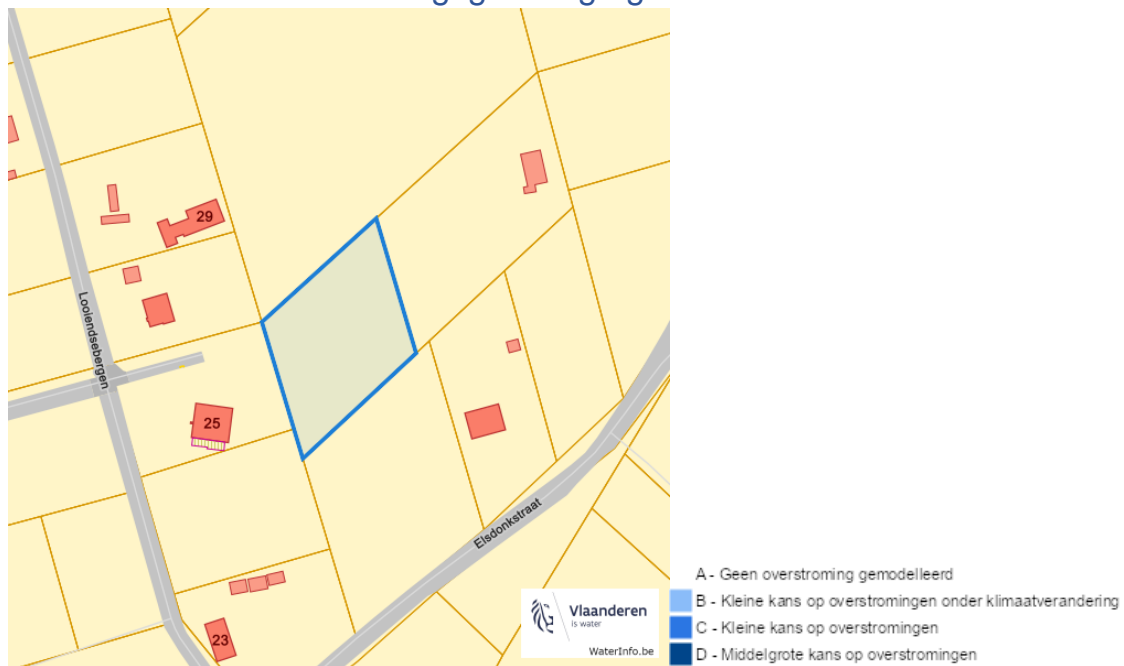 29
Looiendsebergen
25
Elsdonkstraat
23
Vlaanderen
is water
WaterInfo.be
A - Geen overstroming gemodelleerd
B - Kleine kans op overstromingen onder klimaatverandering
C - Kleine kans op overstromingen
D - Middelgrote kans op overstromingen